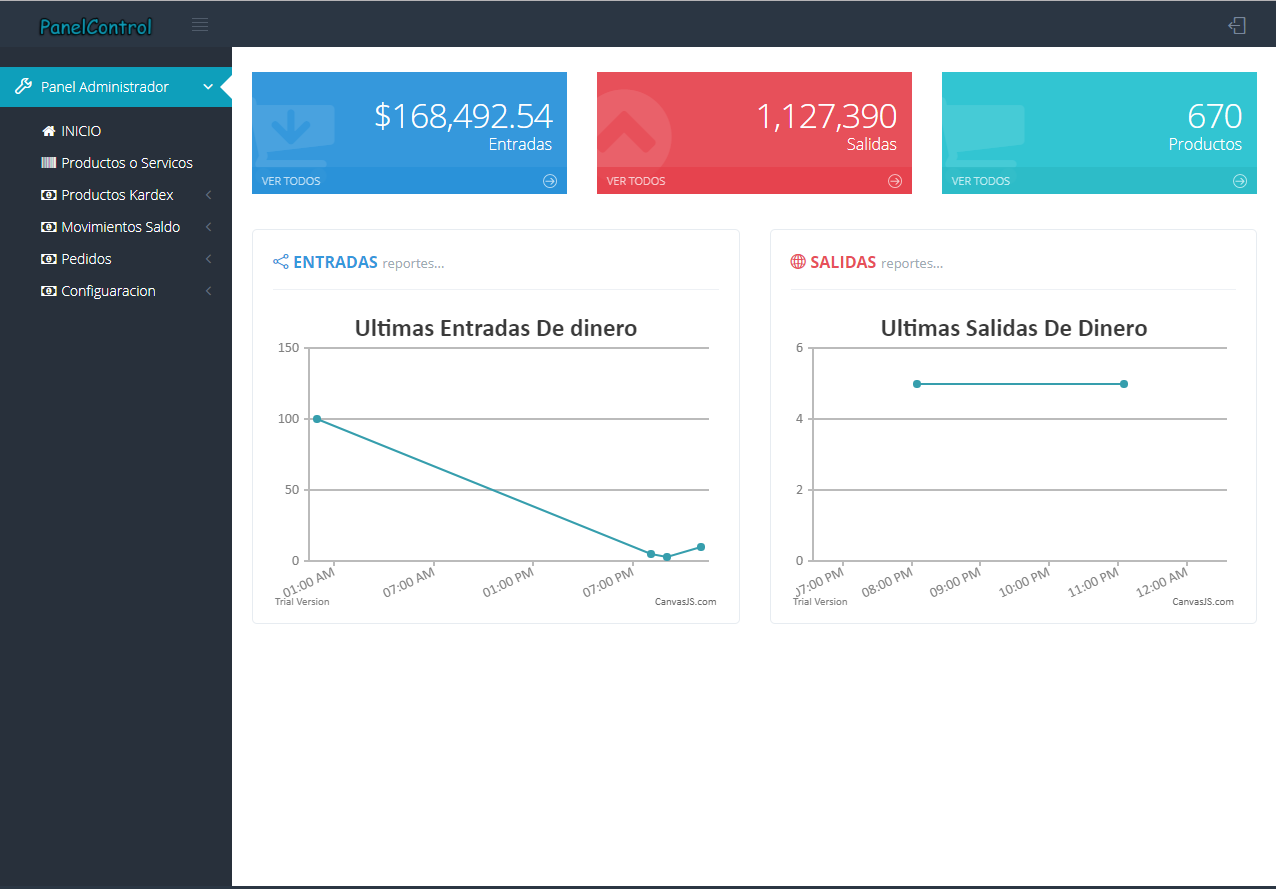 PanelControl
Panel Administrador
INICIO
Productos o Servicos
Productos Kardex
Movimientos Saldo
Pedidos
Configuaracion
$168,492.54
Entradas
VER TODOS
1,127,390
Salidas
VER TODOS
670
Productos
VER TODOS
ENTRADAS reportes...
Ultimas Entradas De dinero
150
100
50
0
01:00 AM
07:00 AM
01:00 PM
07:00 PM
Trial Version
CanvasJS.com
SALIDAS reportes...
Ultimas Salidas De Dinero
6
4
2
0
07:00 PM
08:00 PM
09:00 PM
10:00 PM
11:00 PM
12:00 AM
Trial Version
CanvasJS.com